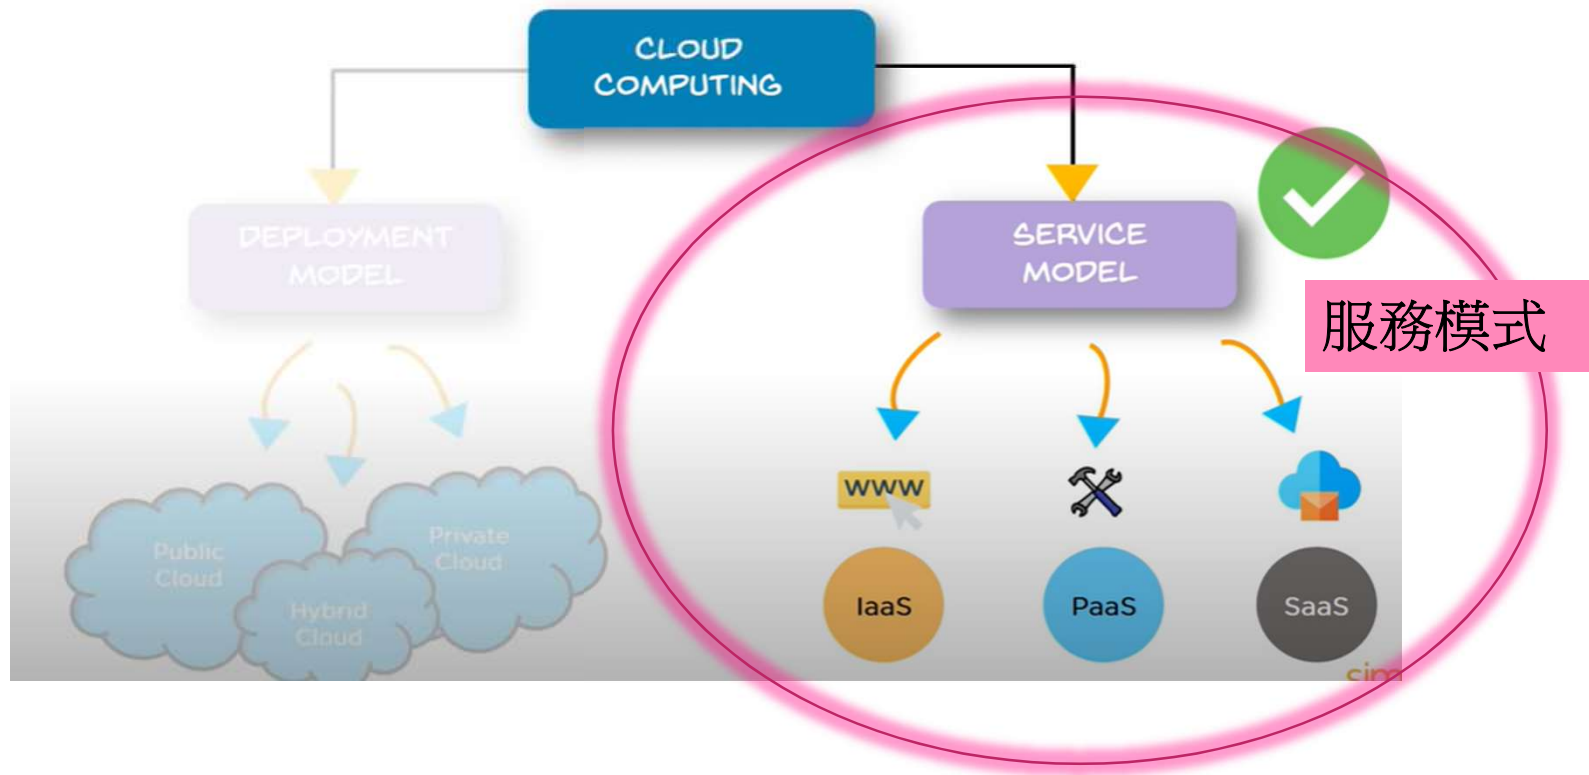 CLOUD
COMPUTING
DEPLOYMENT
MODEL
SERVICE
MODEL
服務模式
Public
Cloud
Private
Cloud
Hybrid
Cloud
WWW
IaaS
PaaS
SaaS
sim